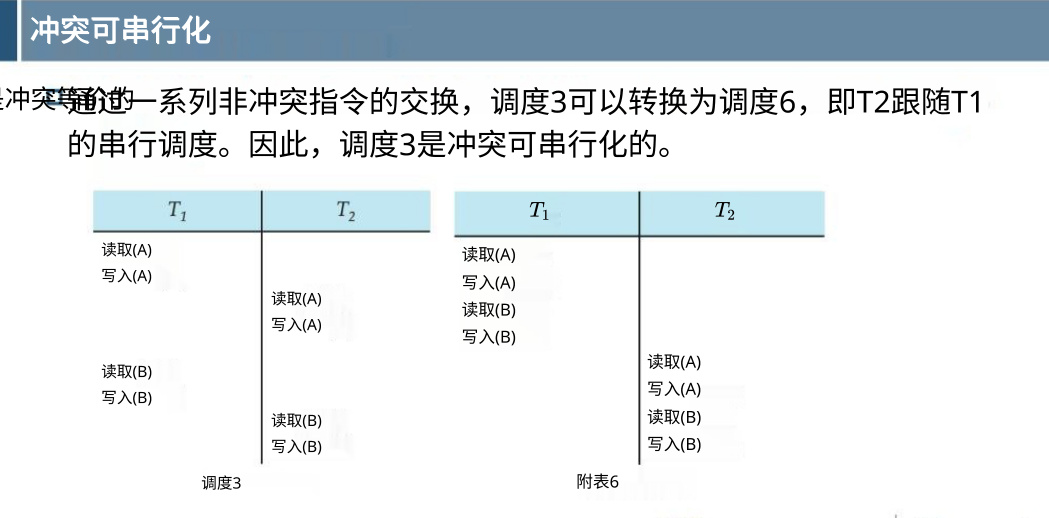 冲突可串行化
是冲突等价的
通过一系列非冲突指令的交换，调度3可以转换为调度6，即T2跟随T1
的串行调度。因此，调度3是冲突可串行化的。
T1 T2
读取(A)
写入(A)
读取(A)
写入(A)
读取(B)
写入(B)
读取(B)
写入(B)
调度3
T1 T2
读取(A)
写入(A)
读取(B)
写入(B)
读取(A)
写入(A)
读取(B)
写入(B)
附表6